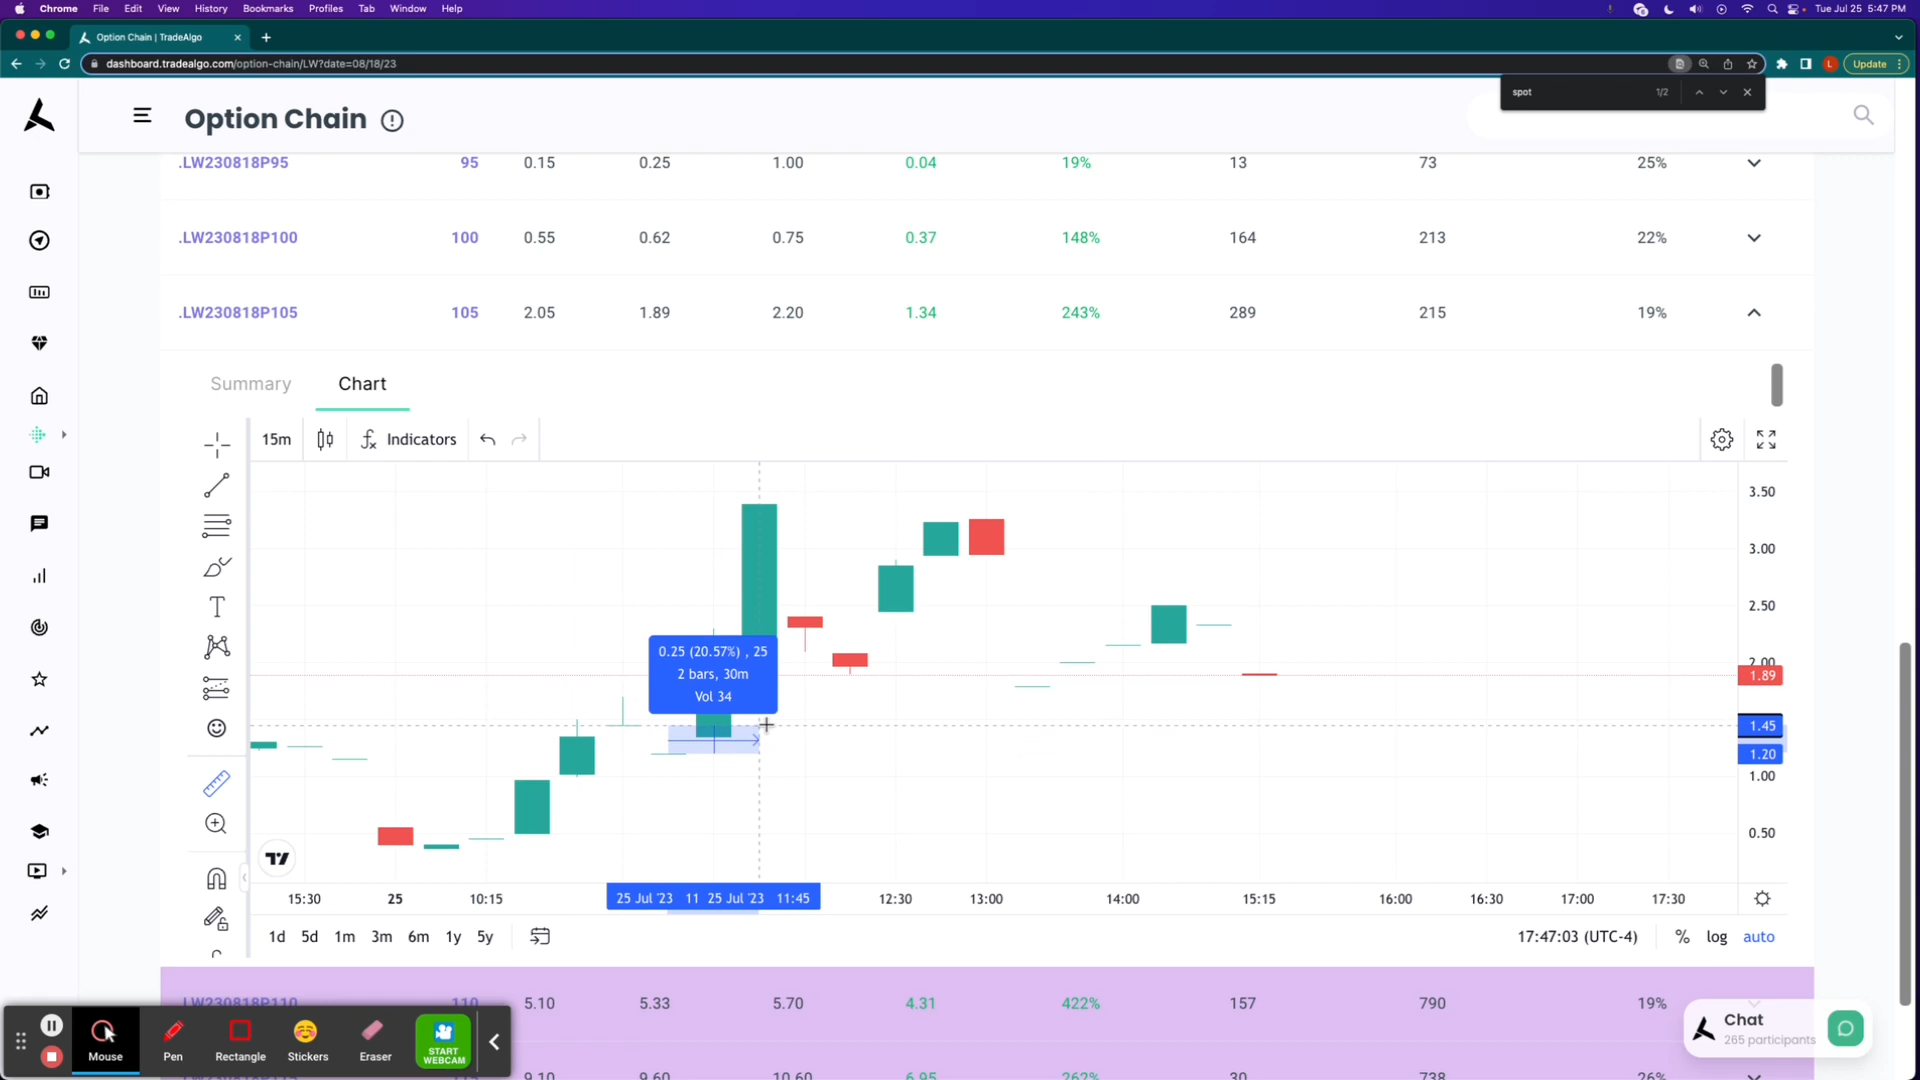 Chrome File Edit View History Bookmarks Profiles Tab Window Help Tue Jul 25 5:47 PM
Option Chain | TradeAlgo
dashboard.tradealgo.com/option-chain/LW?date=08/18/23 L Update
spot 1/2
Option Chain
.LW230818P95 95 0.15 0.25 1.00 0.04 19% 13 73 25%
.LW230818P100 100 0.55 0.62 0.75 0.37 148% 164 213 22%
.LW230818P105 105 2.05 1.89 2.20 1.34 243% 289 215 19%
Summary Chart
15m Indicators
3.50
3.00
2.50
0.25 (20.57%) , 25
2 bars, 30m
Vol 34
2.00
1.89
1.45
1.20
1.00
0.50
15:30 25 10:15 25 Jul '23 11 25 Jul '23 11:45 12:30 13:00 14:00 15:15 16:00 16:30 17:00 17:30
1d 5d 1m 3m 6m 1y 5y 17:47:03 (UTC-4) % log auto
LW230818P110 110 5.10 5.33 5.70 4.31 422% 157 790 19%
9.10 9.60 10.60 6.95 262% 30 738 26%
Mouse Pen Rectangle Stickers Eraser START WEBCAM
Chat
265 participants